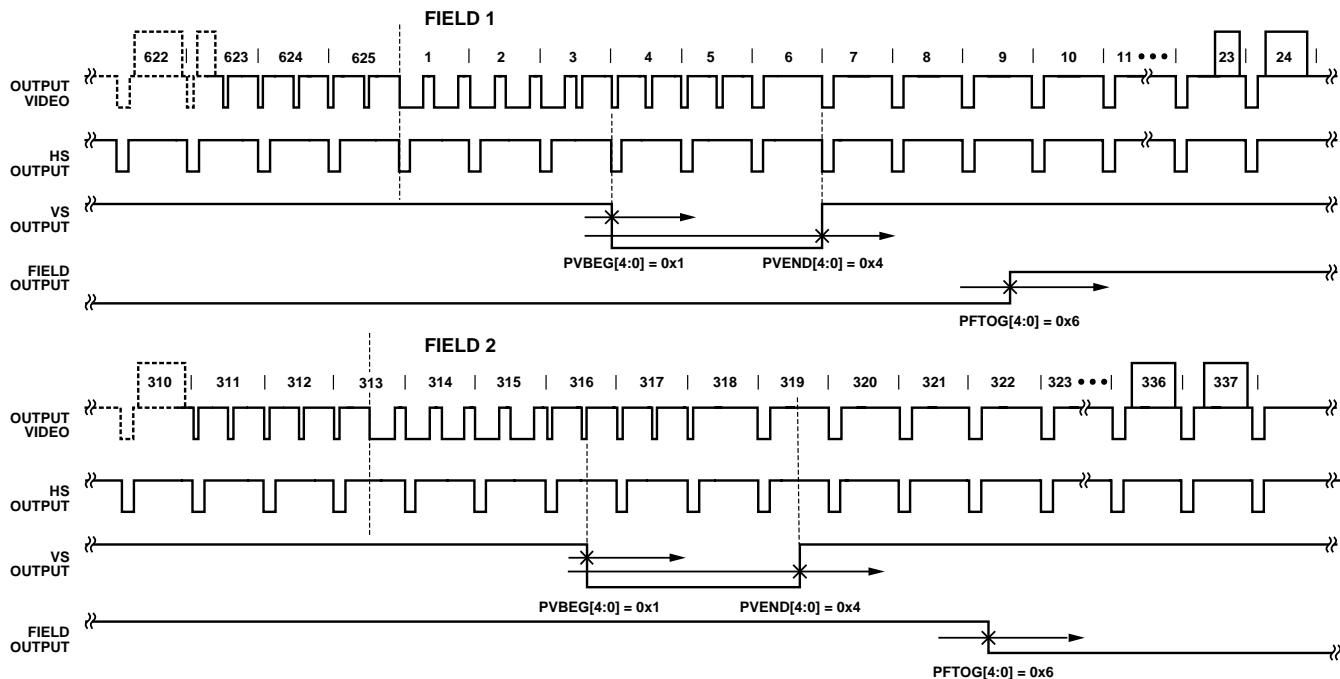 FIELD 1
622 623 624 625 1 2 3 4 5 6 7 8 9 10 11 ••• 23 24
OUTPUT
VIDEO
HS
OUTPUT
VS
OUTPUT
PVBEG[4:0] = 0x1 PVEND[4:0] = 0x4
FIELD
OUTPUT
PFTOG[4:0] = 0x6
FIELD 2
310 311 312 313 314 315 316 317 318 319 320 321 322 323 ••• 336 337
OUTPUT
VIDEO
HS
OUTPUT
VS
OUTPUT
PVBEG[4:0] = 0x1 PVEND[4:0] = 0x4
FIELD
OUTPUT
PFTOG[4:0] = 0x6